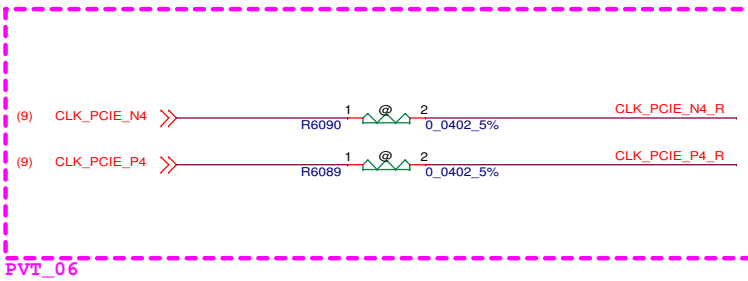 1 @ 2 CLK_PCIE_N4_R
(9) CLK_PCIE_N4
R6090 0_0402_5%
1 @ 2 CLK_PCIE_P4_R
(9) CLK_PCIE_P4
R6089 0_0402_5%
PVT_06